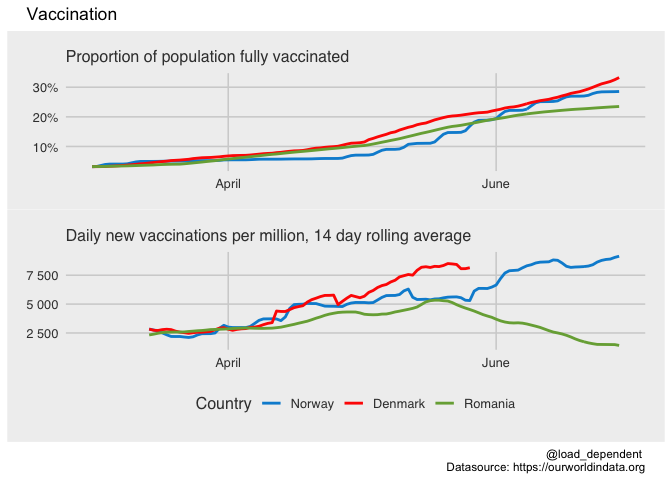 Vaccination
Proportion of population fully vaccinated
30%
20%
10%
April June
Daily new vaccinations per million, 14 day rolling average
7 500
5 000
2 500
April June
Country Norway Denmark Romania
@load_dependent
Datasource: https://ourworldindata.org